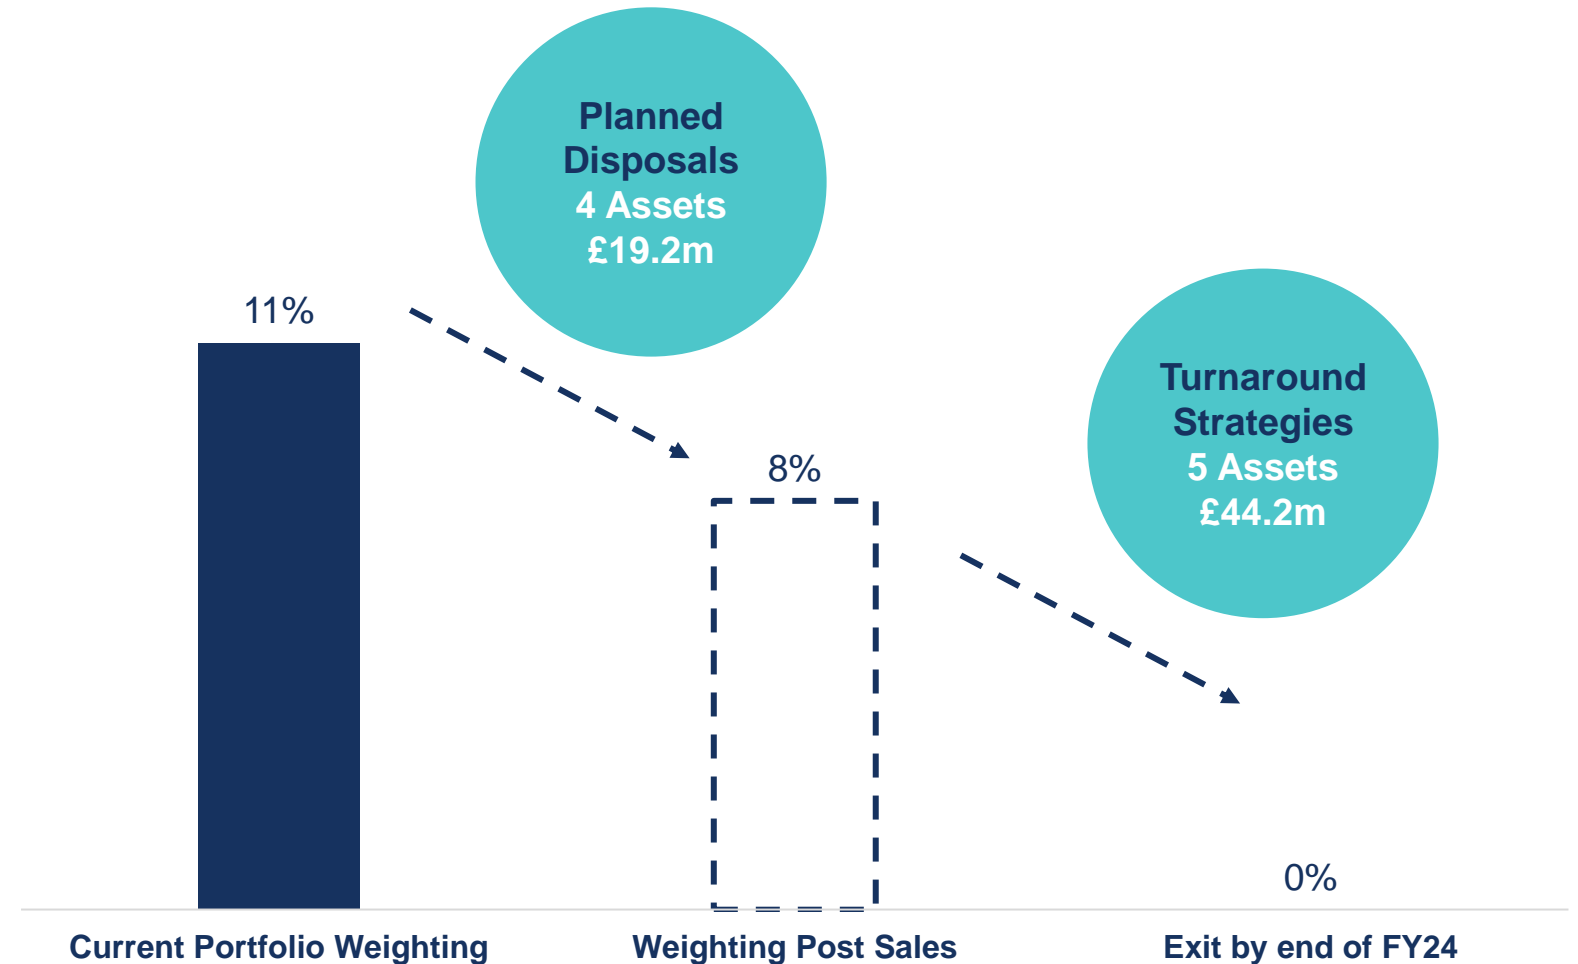 Planned
Disposals
4 Assets
£19.2m
11%
Turnaround
Strategies
5 Assets
£44.2m
8%
0%
Current Portfolio Weighting
Weighting Post Sales
Exit by end of FY24